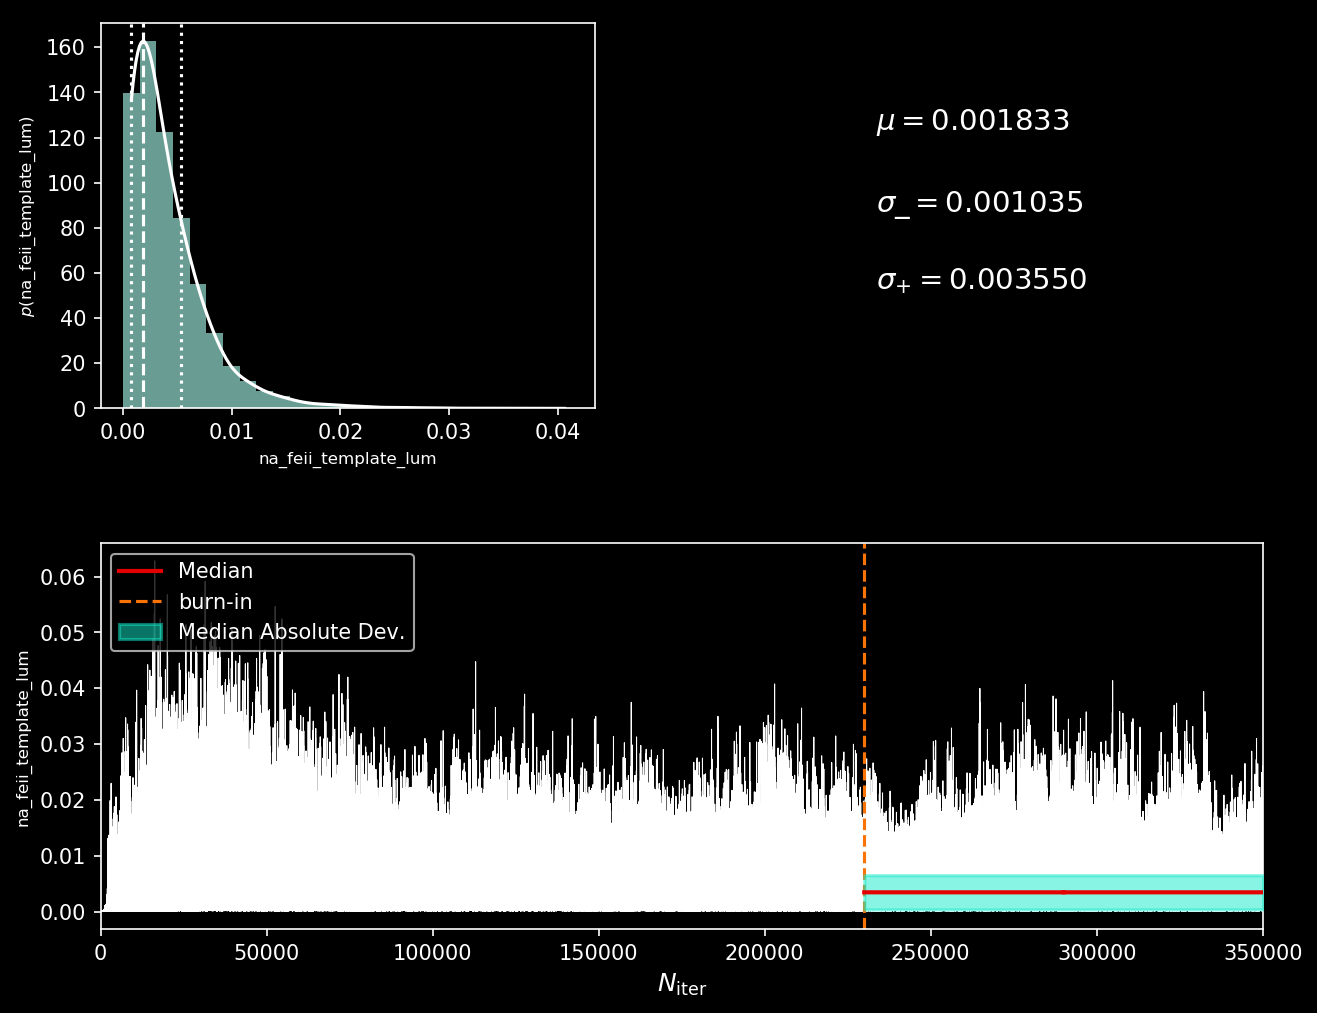 160
140
120
100
80
60
40
20
0
p(na_feii_template_lum)
0.00 0.01 0.02 0.03 0.04
na_feii_template_lum
μ = 0.001833
σ₋ = 0.001035
σ₊ = 0.003550
Median
burn-in
Median Absolute Dev.
0.06
0.05
0.04
0.03
0.02
0.01
0.00
na_feii_template_lum
0 50000 100000 150000 200000 250000 300000 350000
N_iter